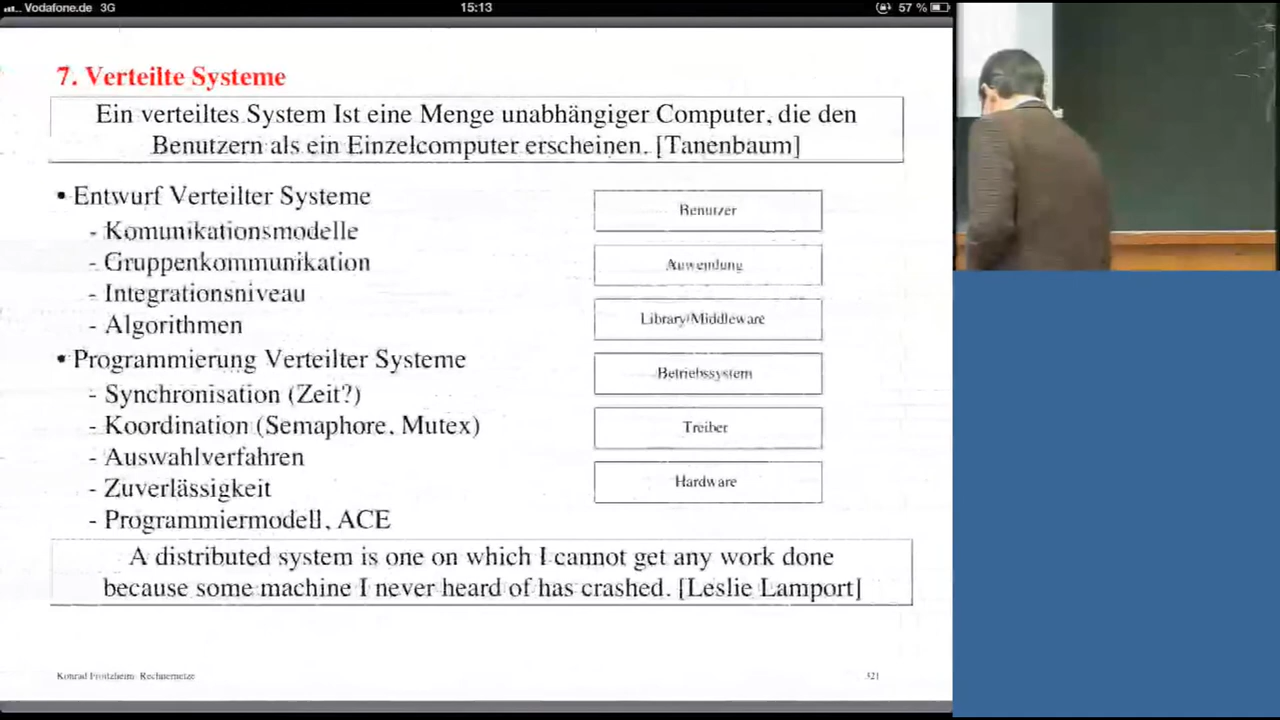 Vodafone.de 3G 15:13 57 %
7. Verteilte Systeme
Ein verteiltes System Ist eine Menge unabhängiger Computer, die den
Benutzern als ein Einzelcomputer erscheinen. [Tanenbaum]
• Entwurf Verteilter Systeme
- Komunikationsmodelle
- Gruppenkommunikation
- Integrationsniveau
- Algorithmen
• Programmierung Verteilter Systeme
- Synchronisation (Zeit?)
- Koordination (Semaphore, Mutex)
- Auswahlverfahren
- Zuverlässigkeit
- Programmiermodell, ACE
Benutzer
Anwendung
Library/Middleware
Betriebssystem
Treiber
Hardware
A distributed system is one on which I cannot get any work done
because some machine I never heard of has crashed. [Leslie Lamport]
Konrad Froitzheim: Rechnernetze
321